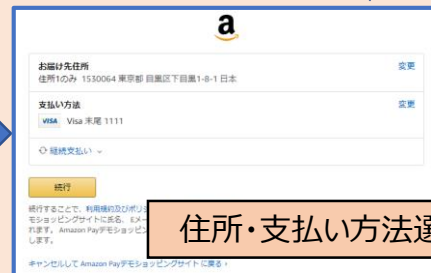 a
お届け先住所
変更
住所1のみ 1530064 東京都 目黒区下目黒1-8-1 日本
支払い方法
変更
VISA Visa 末尾 1111
継続支払い
続行
続行することで、利用規約及びポリシ
モショッピングサイトに氏名、Eメー
れます。 Amazon Payデモショッピン
します。
住所・支払い方法選
キャンセルして Amazon Payデモショッピングサイト に戻る ›